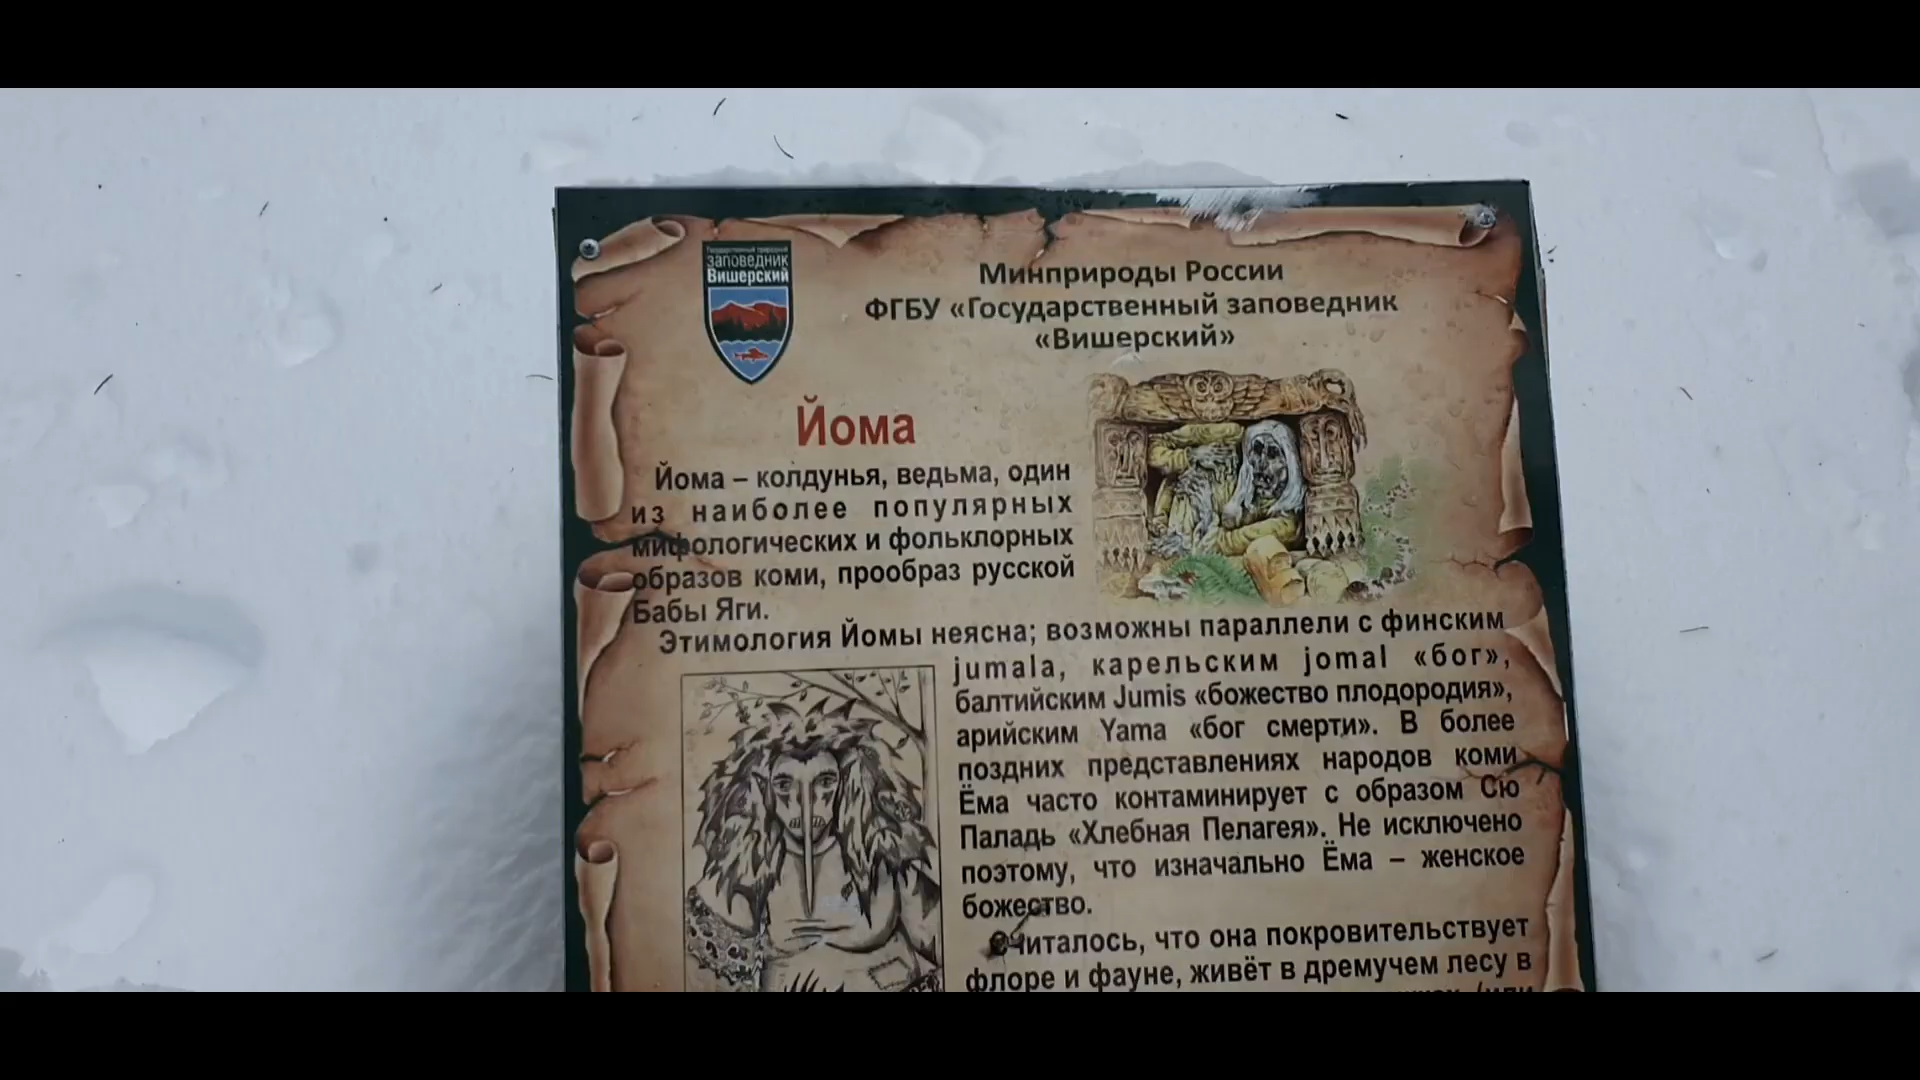 Государственный природный
заповедник
Вишерский
Минприроды России
ФГБУ «Государственный заповедник
«Вишерский»
Йома
Йома – колдунья, ведьма, один
из наиболее популярных
мифологических и фольклорных
образов коми, прообраз русской
Бабы Яги.
Этимология Йомы неясна; возможны параллели с финским
jumala, карельским jomal «бог»,
балтийским Jumis «божество плодородия»,
арийским Yama «бог смерти». В более
поздних представлениях народов коми
Ёма часто контаминирует с образом Сю
Паладь «Хлебная Пелагея». Не исключено
поэтому, что изначально Ёма – женское
божество.
Считалось, что она покровительствует
флоре и фауне, живёт в дремучем лесу в